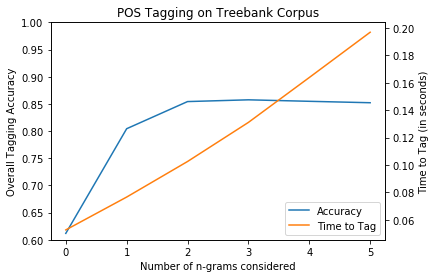 POS Tagging on Treebank Corpus
Overall Tagging Accuracy
1.00
0.95
0.90
0.85
0.80
0.75
0.70
0.65
0.60
0.20
0.18
0.16
0.14
0.12
0.10
0.08
0.06
Time to Tag (in seconds)
Accuracy
Time to Tag
0 1 2 3 4 5
Number of n-grams considered